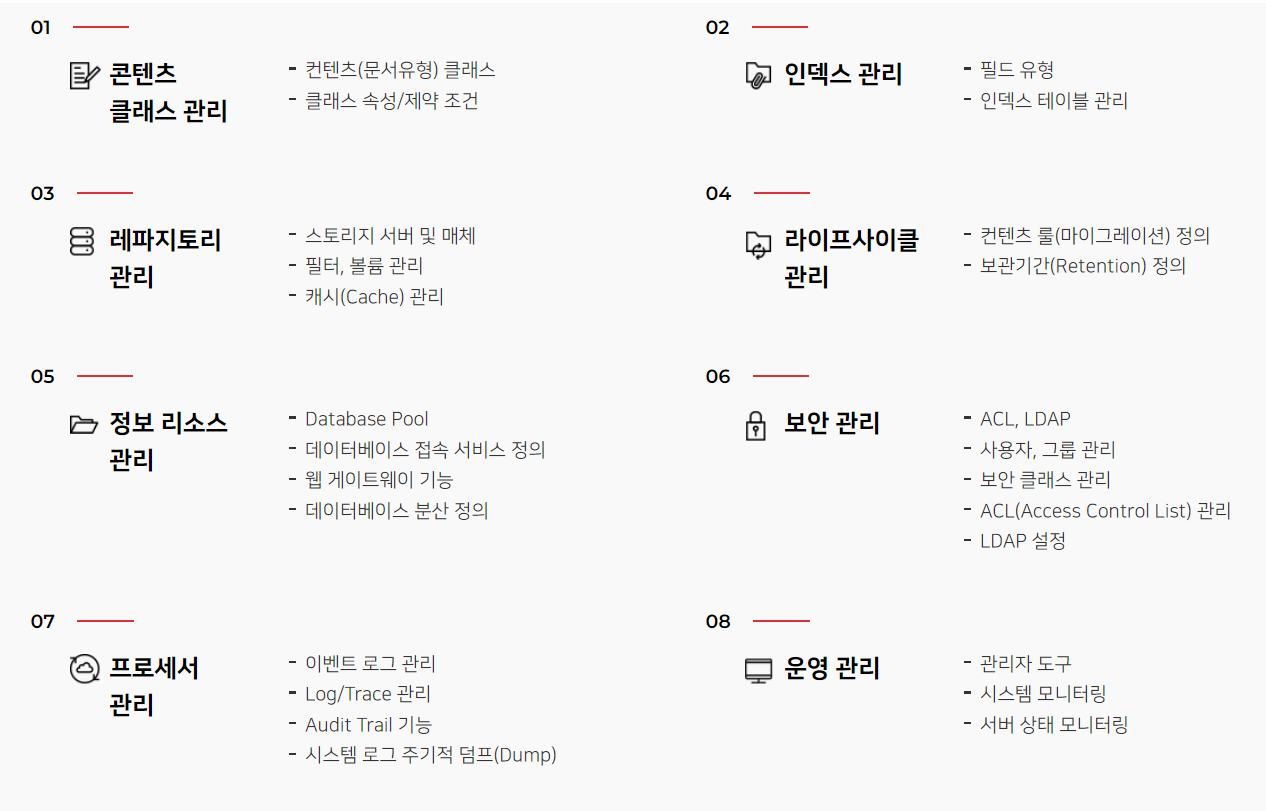 01
콘텐츠
클래스 관리
- 컨텐츠(문서유형) 클래스
- 클래스 속성/제약 조건
02
인덱스 관리
- 필드 유형
- 인덱스 테이블 관리
03
레파지토리
관리
- 스토리지 서버 및 매체
- 필터, 볼륨 관리
- 캐시(Cache) 관리
04
라이프사이클
관리
- 컨텐츠 룰(마이그레이션) 정의
- 보관기간(Retention) 정의
05
정보 리소스
관리
- Database Pool
- 데이터베이스 접속 서비스 정의
- 웹 게이트웨이 기능
- 데이터베이스 분산 정의
06
보안 관리
- ACL, LDAP
- 사용자, 그룹 관리
- 보안 클래스 관리
- ACL(Access Control List) 관리
- LDAP 설정
07
프로세서
관리
- 이벤트 로그 관리
- Log/Trace 관리
- Audit Trail 기능
- 시스템 로그 주기적 덤프(Dump)
08
운영 관리
- 관리자 도구
- 시스템 모니터링
- 서버 상태 모니터링